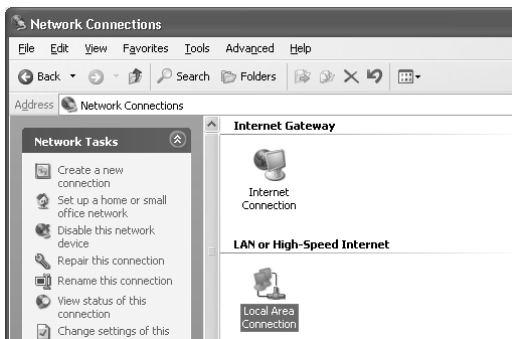 Network Connections
File Edit View Favorites Tools Advanced Help
Back Search Folders
Address Network Connections
Network Tasks
Create a new
connection
Set up a home or small
office network
Disable this network
device
Repair this connection
Rename this connection
View status of this
connection
Change settings of this
Internet Gateway
Internet
Connection
LAN or High-Speed Internet
Local Area
Connection